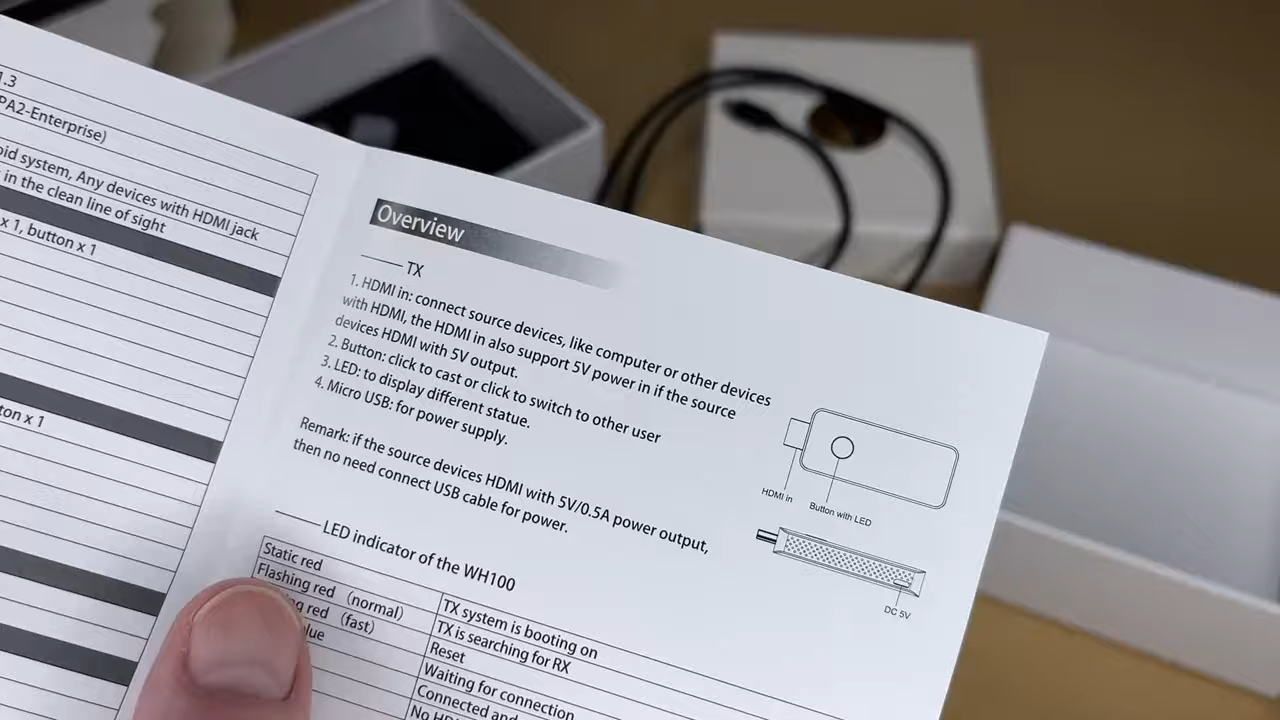 1.3
PA2-Enterprise)
oid system, Any devices with HDMI jack
in the clean line of sight
x 1, button x 1
ton x 1
Overview
TX
1. HDMI in: connect source devices, like computer or other devices
with HDMI, the HDMI in also support 5V power in if the source
devices HDMI with 5V output.
2. Button: click to cast or click to switch to other user
3. LED: to display different statue.
4. Micro USB: for power supply.
Remark: if the source devices HDMI with 5V/0.5A power output,
then no need connect USB cable for power.
HDMI in
Button with LED
DC 5V
LED indicator of the WH100
Static red
TX system is booting on
Flashing red (normal)
TX is searching for RX
ng red (fast)
Reset
lue
Waiting for connection
Connected and
No HD